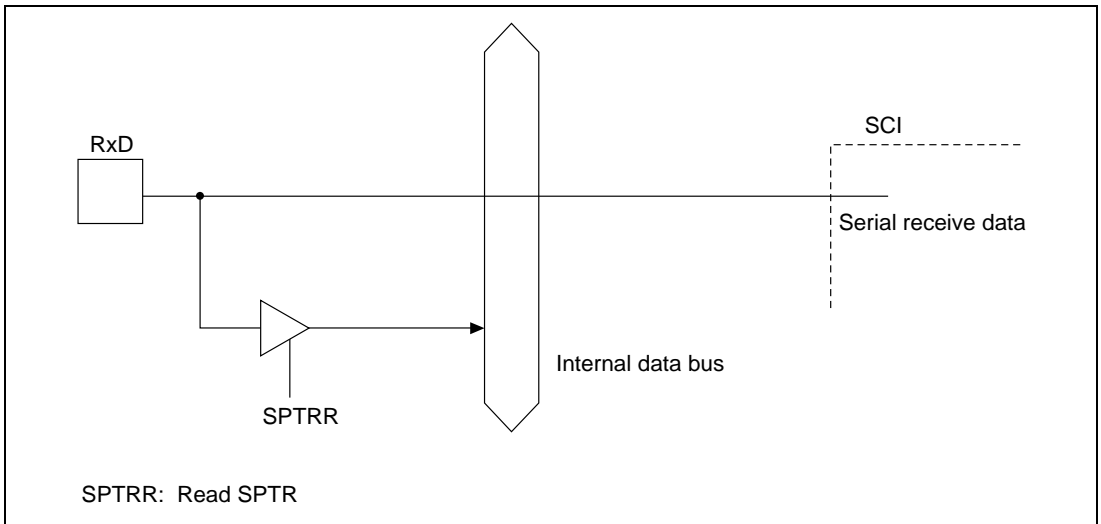 SCI
RxD
Serial receive data
Internal data bus
SPTRR
SPTRR: Read SPTR